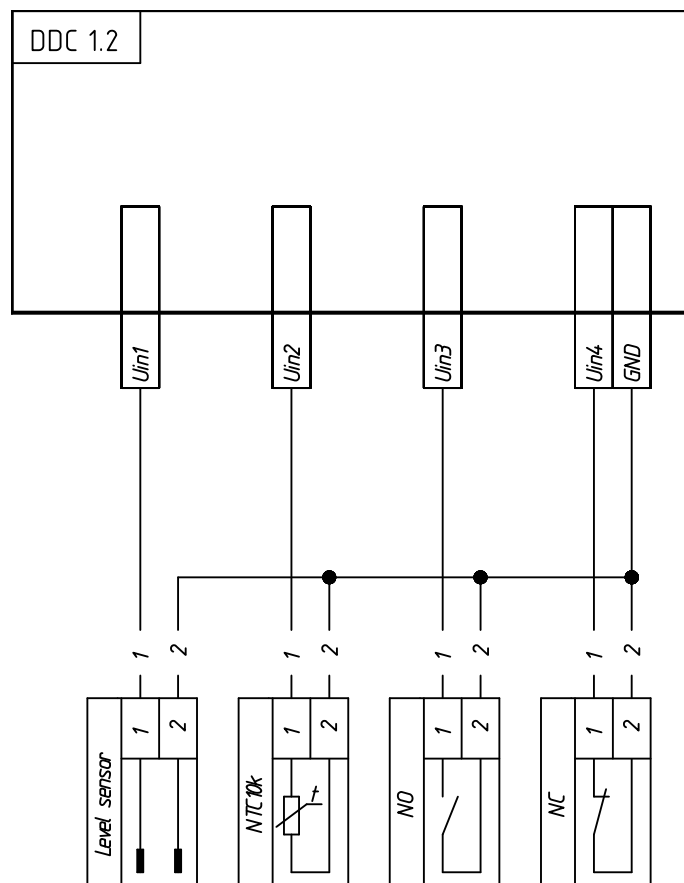 DDC 1.2
Uin1
Uin2
Uin3
Uin4
GND
1 2 1 2 1 2 1 2
Level sensor
1 2
NTC10k
1 2
t
NO
1 2
NC
1 2